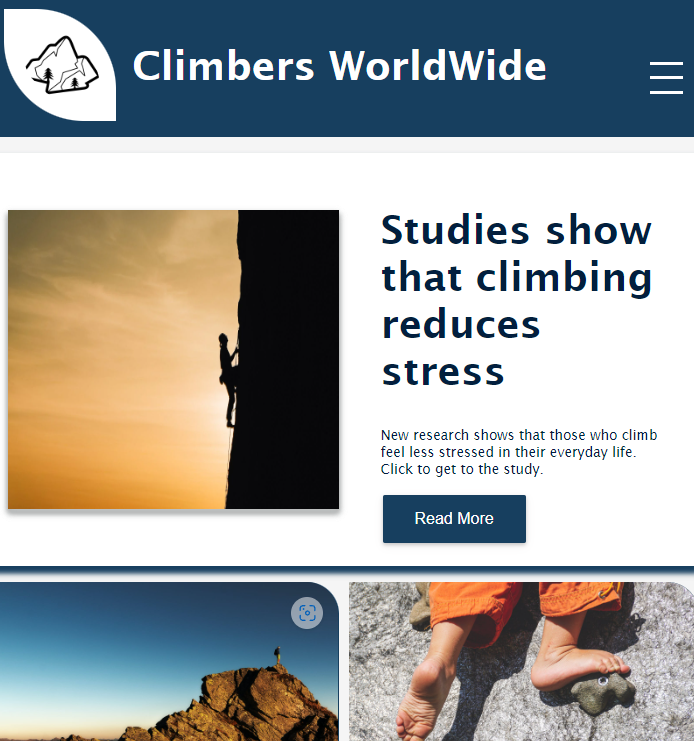 Climbers WorldWide
Studies show
that climbing
reduces
stress
New research shows that those who climb
feel less stressed in their everyday life.
Click to get to the study.
Read More